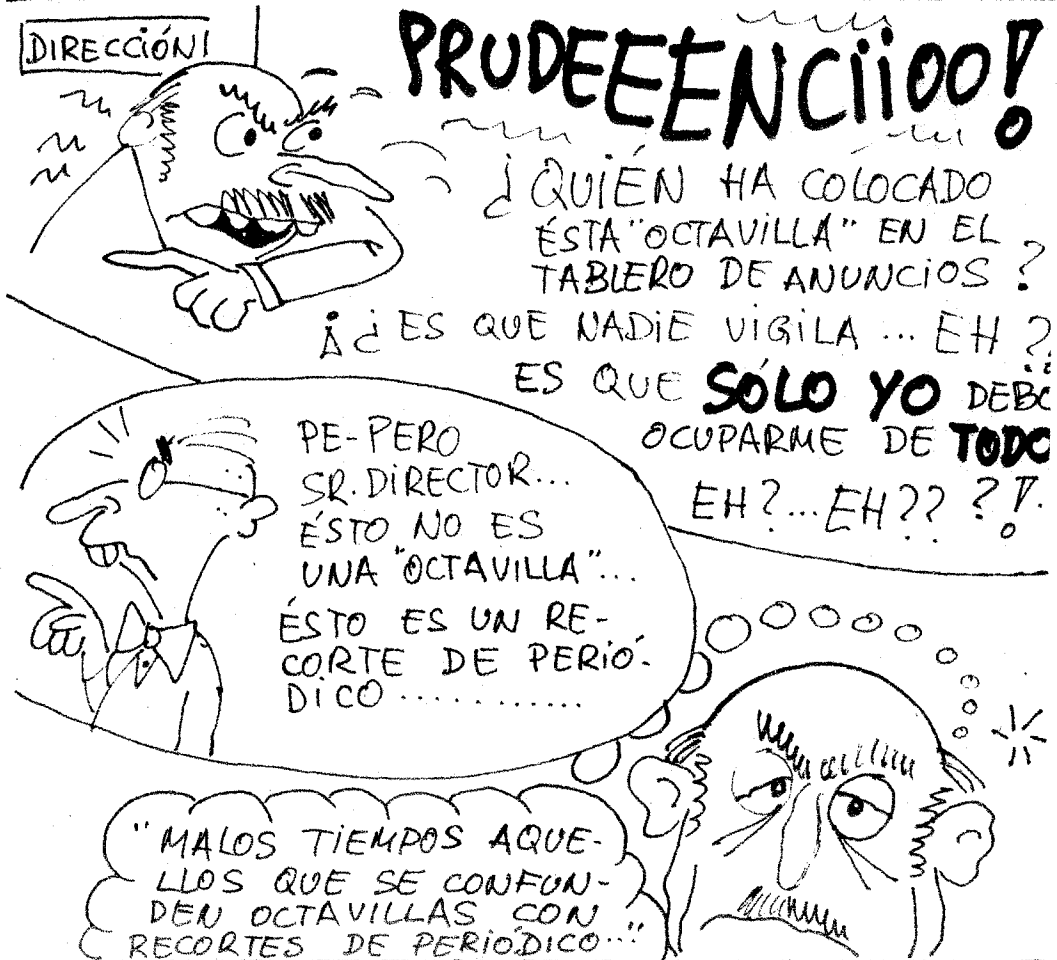 DIRECCIÓN!
PRUDEEEENCiiOO!
¿QUIÉN HA COLOCADO
ÉSTA "OCTAViLLA" EN EL
TABLERO DE ANUNCiOS?
¡¿ES QUE NADiE ViGiLA... EH?!
ES QUE SÓLO YO DEBO
OCUPARME DE TODO
EH?... EH?? ?!
PE-PERO
SR. DiRECTOR...
ÉSTO NO ES
UNA "OCTAViLLA"...
ÉSTO ES UN RE-
CORTE DE PERiÓ-
DiCO...........
"MALOS TiEMPOS AQUE-
LLOS QUE SE CONFUN-
DEN OCTAVILLAS CON
RECORTES DE PERiÓDiCO..."